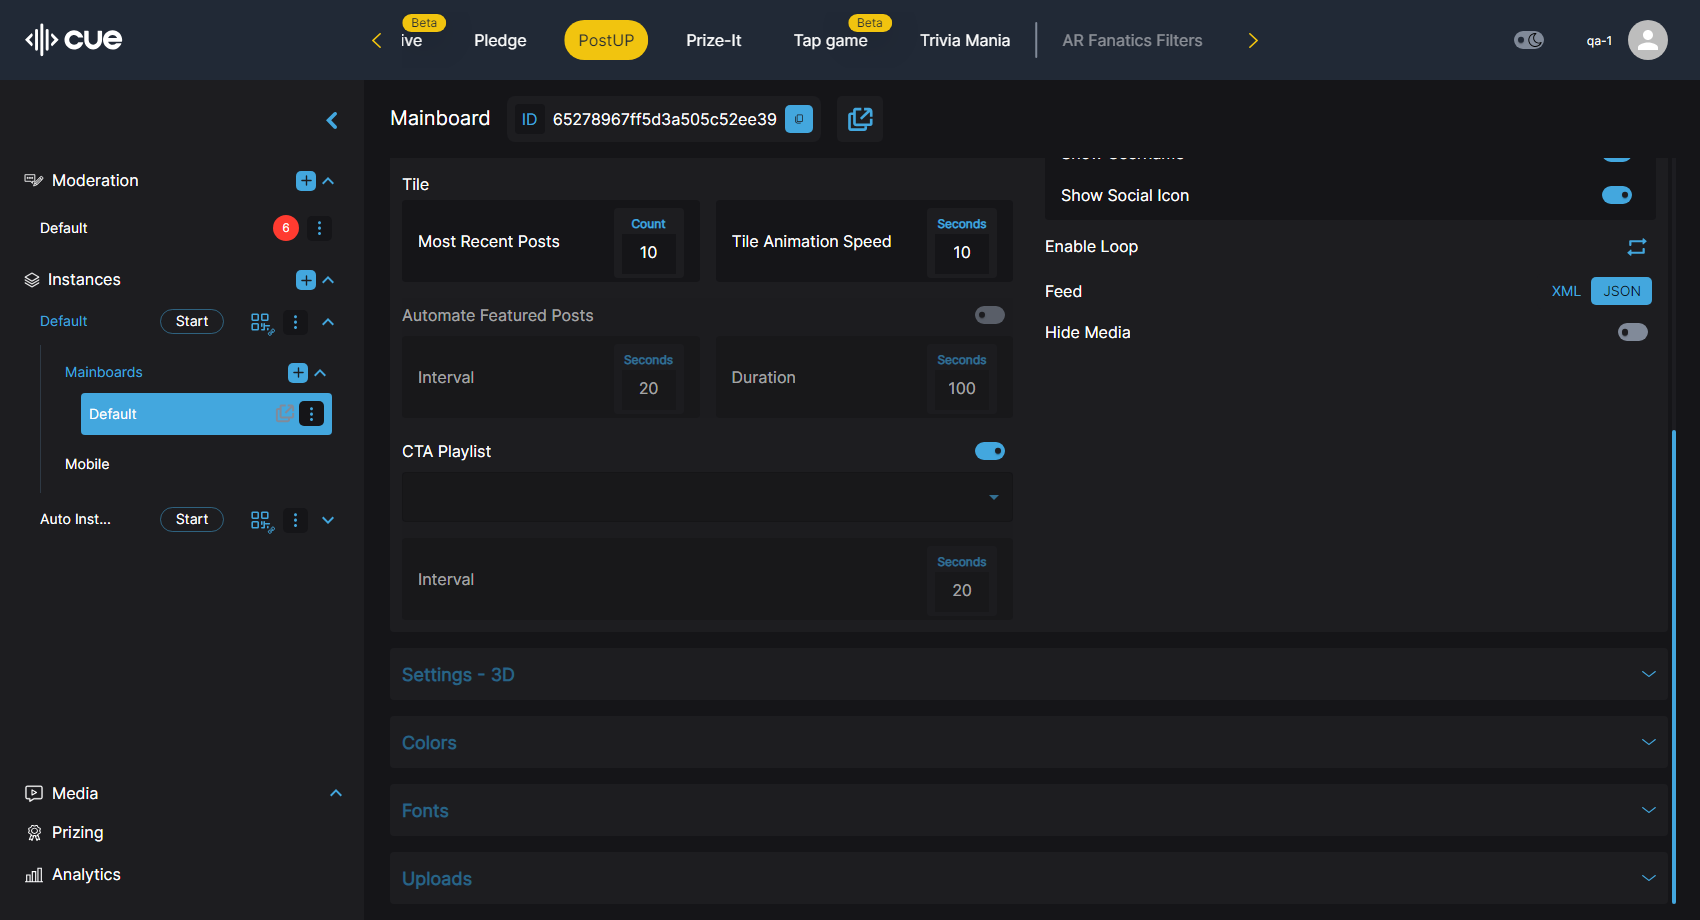 cue
Beta
ive
Pledge
PostUP
Prize-It
Beta
Tap game
Trivia Mania
AR Fanatics Filters
qa-1
Mainboard
ID
65278967ff5d3a505c52ee39
Moderation
Default
6
Instances
Default
Start
Mainboards
Default
Mobile
Auto Inst...
Start
Media
Prizing
Analytics
Tile
Most Recent Posts
Count
10
Tile Animation Speed
Seconds
10
Automate Featured Posts
Interval
Seconds
20
Duration
Seconds
100
CTA Playlist
Interval
Seconds
20
Show Username
Show Social Icon
Enable Loop
Feed
XML
JSON
Hide Media
Settings - 3D
Colors
Fonts
Uploads